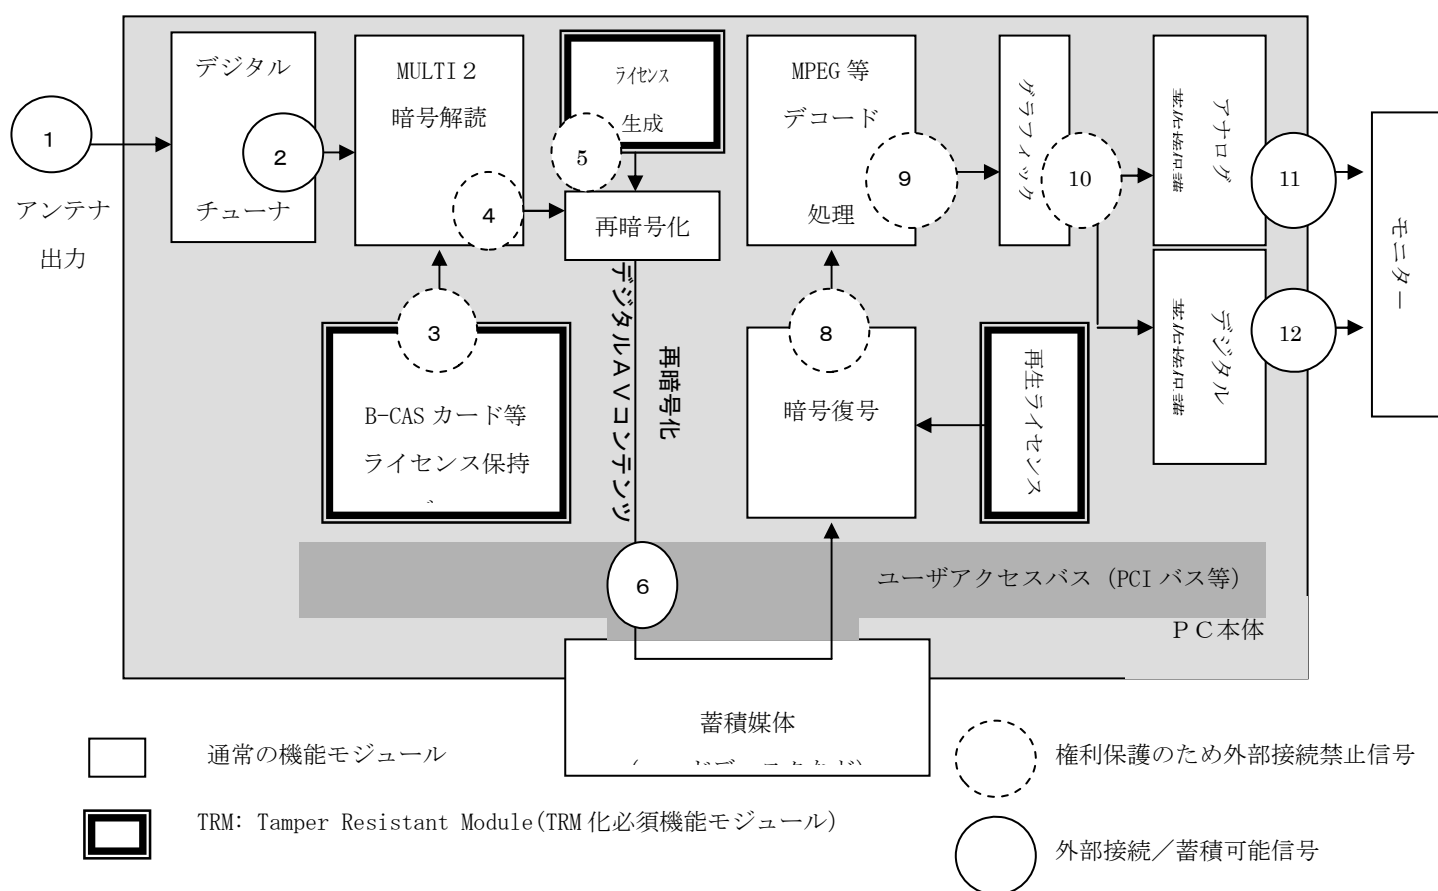 1
アンテナ
出力
デジタル
チューナ
2
MULTI２
暗号解読
4
3
B-CAS カード等
ライセンス保持
ライセンス
生成
5
再暗号化
デジタルＡＶコンテンツ
再暗号化
6
MPEG 等
デコード
処理
9
8
暗号復号
再生ライセンス
グラフィック
10
アナログ
デジタル
11
12
モニター
ユーザアクセスバス（PCI バス等）
ＰＣ本体
蓄積媒体
通常の機能モジュール
TRM: Tamper Resistant Module(TRM 化必須機能モジュール)
権利保護のため外部接続禁止信号
外部接続／蓄積可能信号